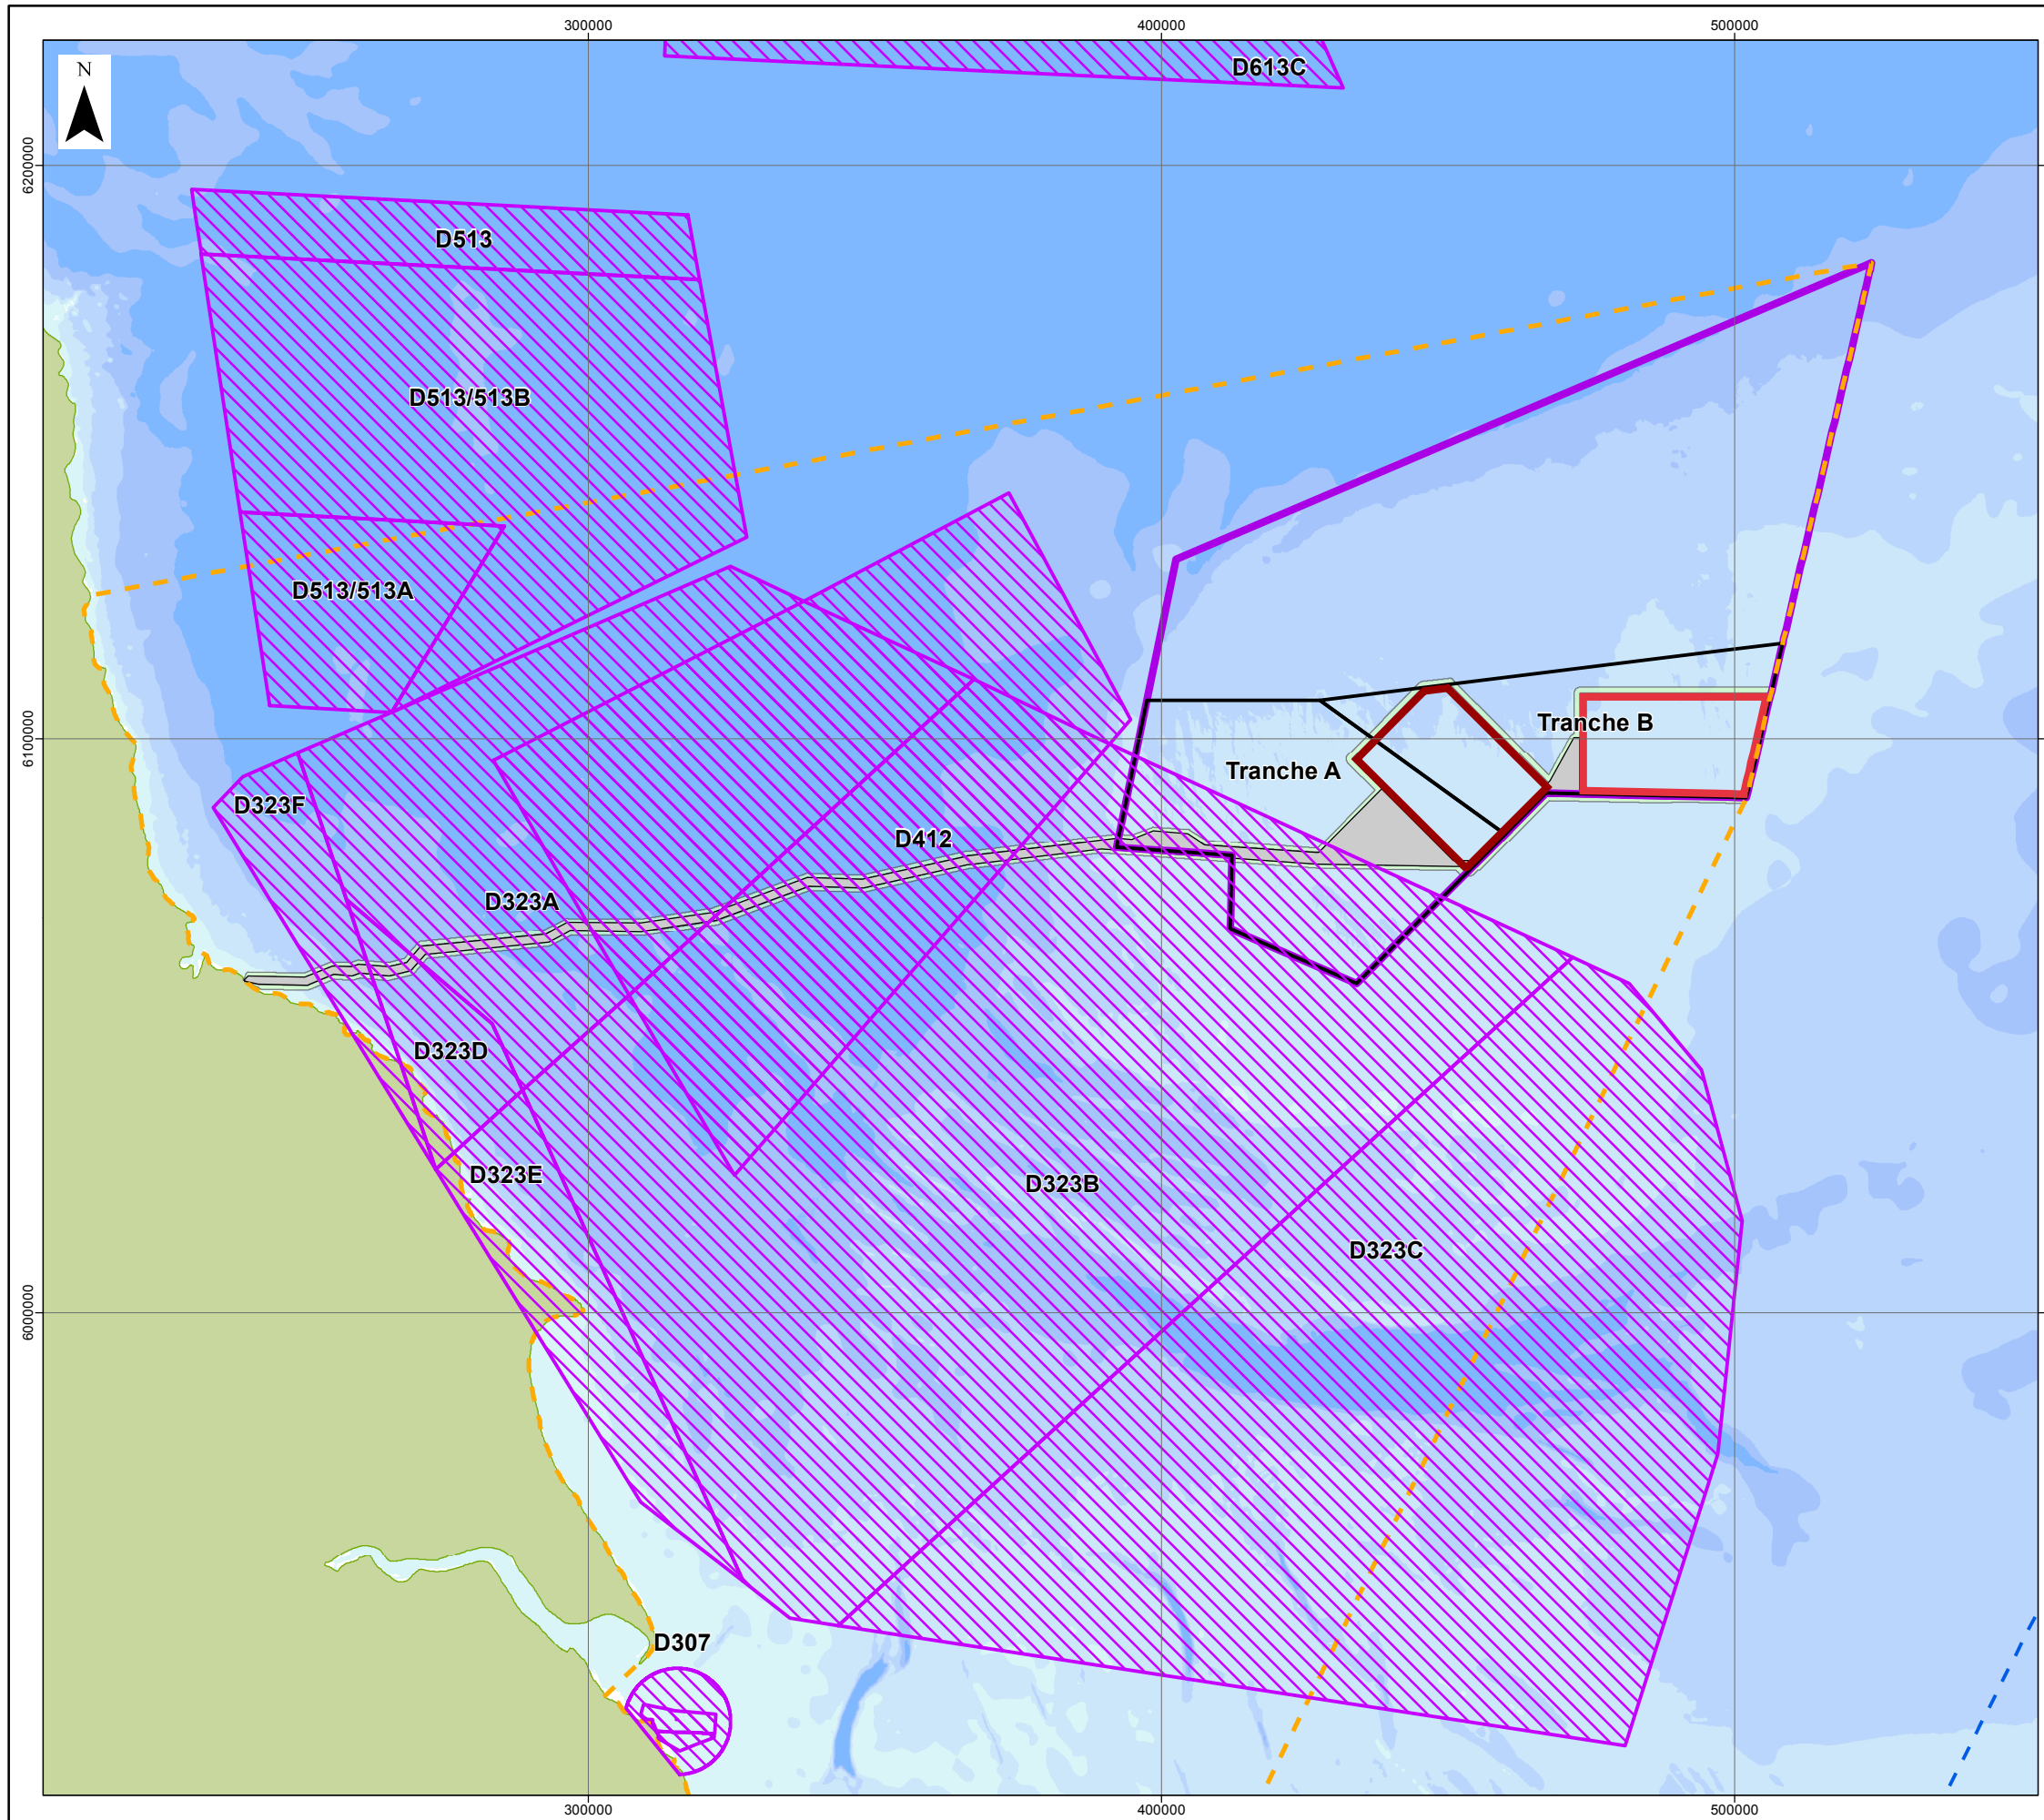 300000
400000
500000
N
D613C
6200000
D513
D513/513B
D513/513A
Tranche B
Tranche A
D323F
D412
D323A
6100000
D323D
D323E
D323B
D323C
6000000
D307
300000
400000
500000